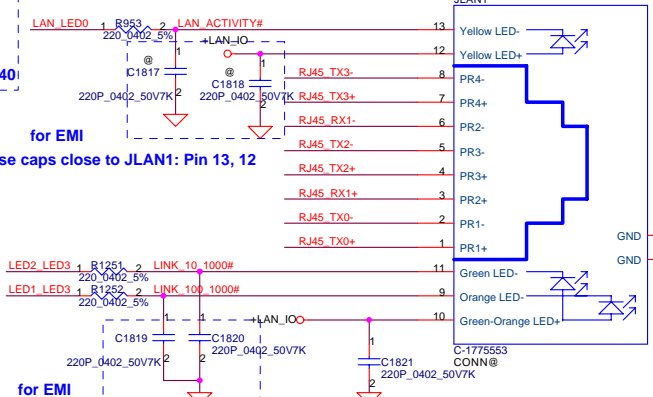 JLAN1
LAN_LED0 1 R953 2 LAN_ACTIVITY#
220_0402_5%
13 Yellow LED-
+LAN_IO
12 Yellow LED+
@
C1817
1
2
220P_0402_50V7K
@
C1818
1
2
220P_0402_50V7K
40
RJ45_TX3- 8 PR4-
RJ45_TX3+ 7 PR4+
RJ45_RX1- 6 PR2-
RJ45_TX2- 5 PR3-
RJ45_TX2+ 4 PR3+
RJ45_RX1+ 3 PR2+
RJ45_TX0- 2 PR1-
RJ45_TX0+ 1 PR1+
for EMI
se caps close to JLAN1: Pin 13, 12
GND
GND
LED2_LED3 1 R1251 2 LINK_10_1000#
220_0402_5%
11 Green LED-
LED1_LED3 1 R1252 2 LINK_100_1000#
220_0402_5%
9 Orange LED-
+LAN_IO
10 Green-Orange LED+
C1819
1
2
220P_0402_50V7K
C1820
1
2
220P_0402_50V7K
1
C1821
220P_0402_50V7K
2
C-1775553
CONN@
for EMI